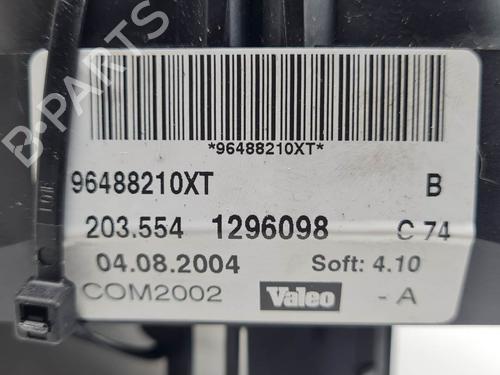 *96488210XT*
96488210XT B
203.554 1296098 C 74
04.08.2004 Soft: 4.10
COM2002 Valeo - A
B-PARTS